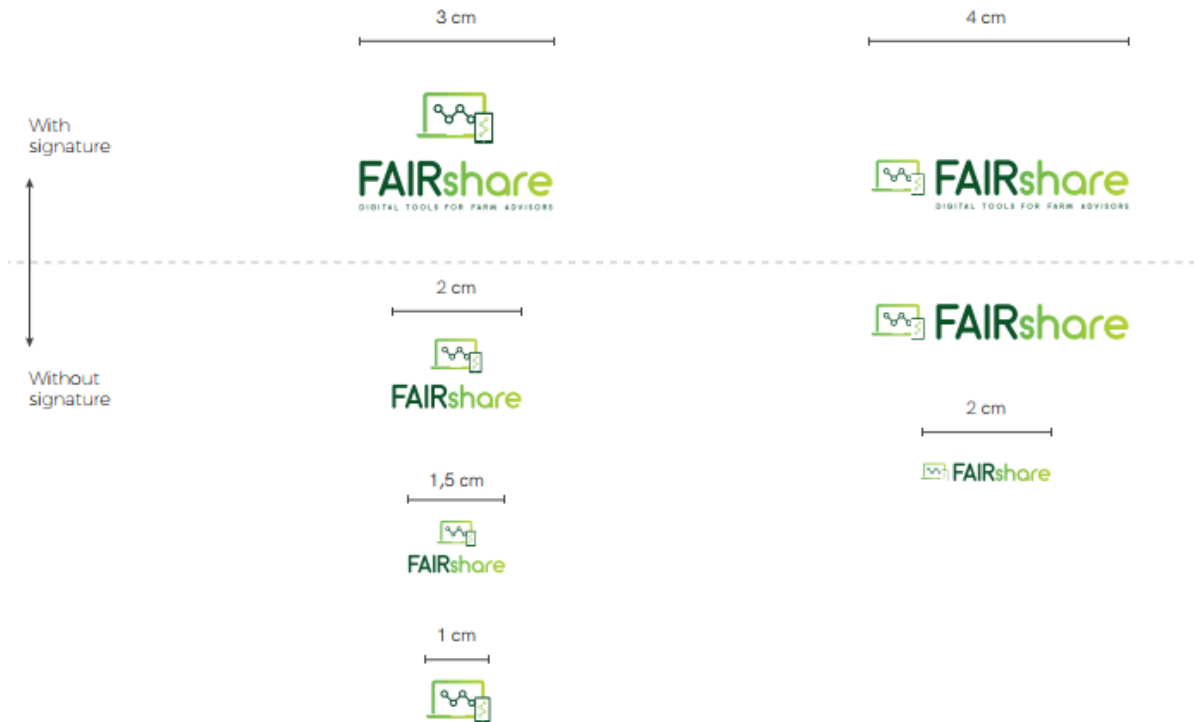 3 cm
4 cm
With
signature
FAIRshare
DIGITAL TOOLS FOR FARM ADVISORS
FAIRshare
DIGITAL TOOLS FOR FARM ADVISORS
2 cm
FAIRshare
Without
signature
FAIRshare
2 cm
FAIRshare
1,5 cm
FAIRshare
1 cm